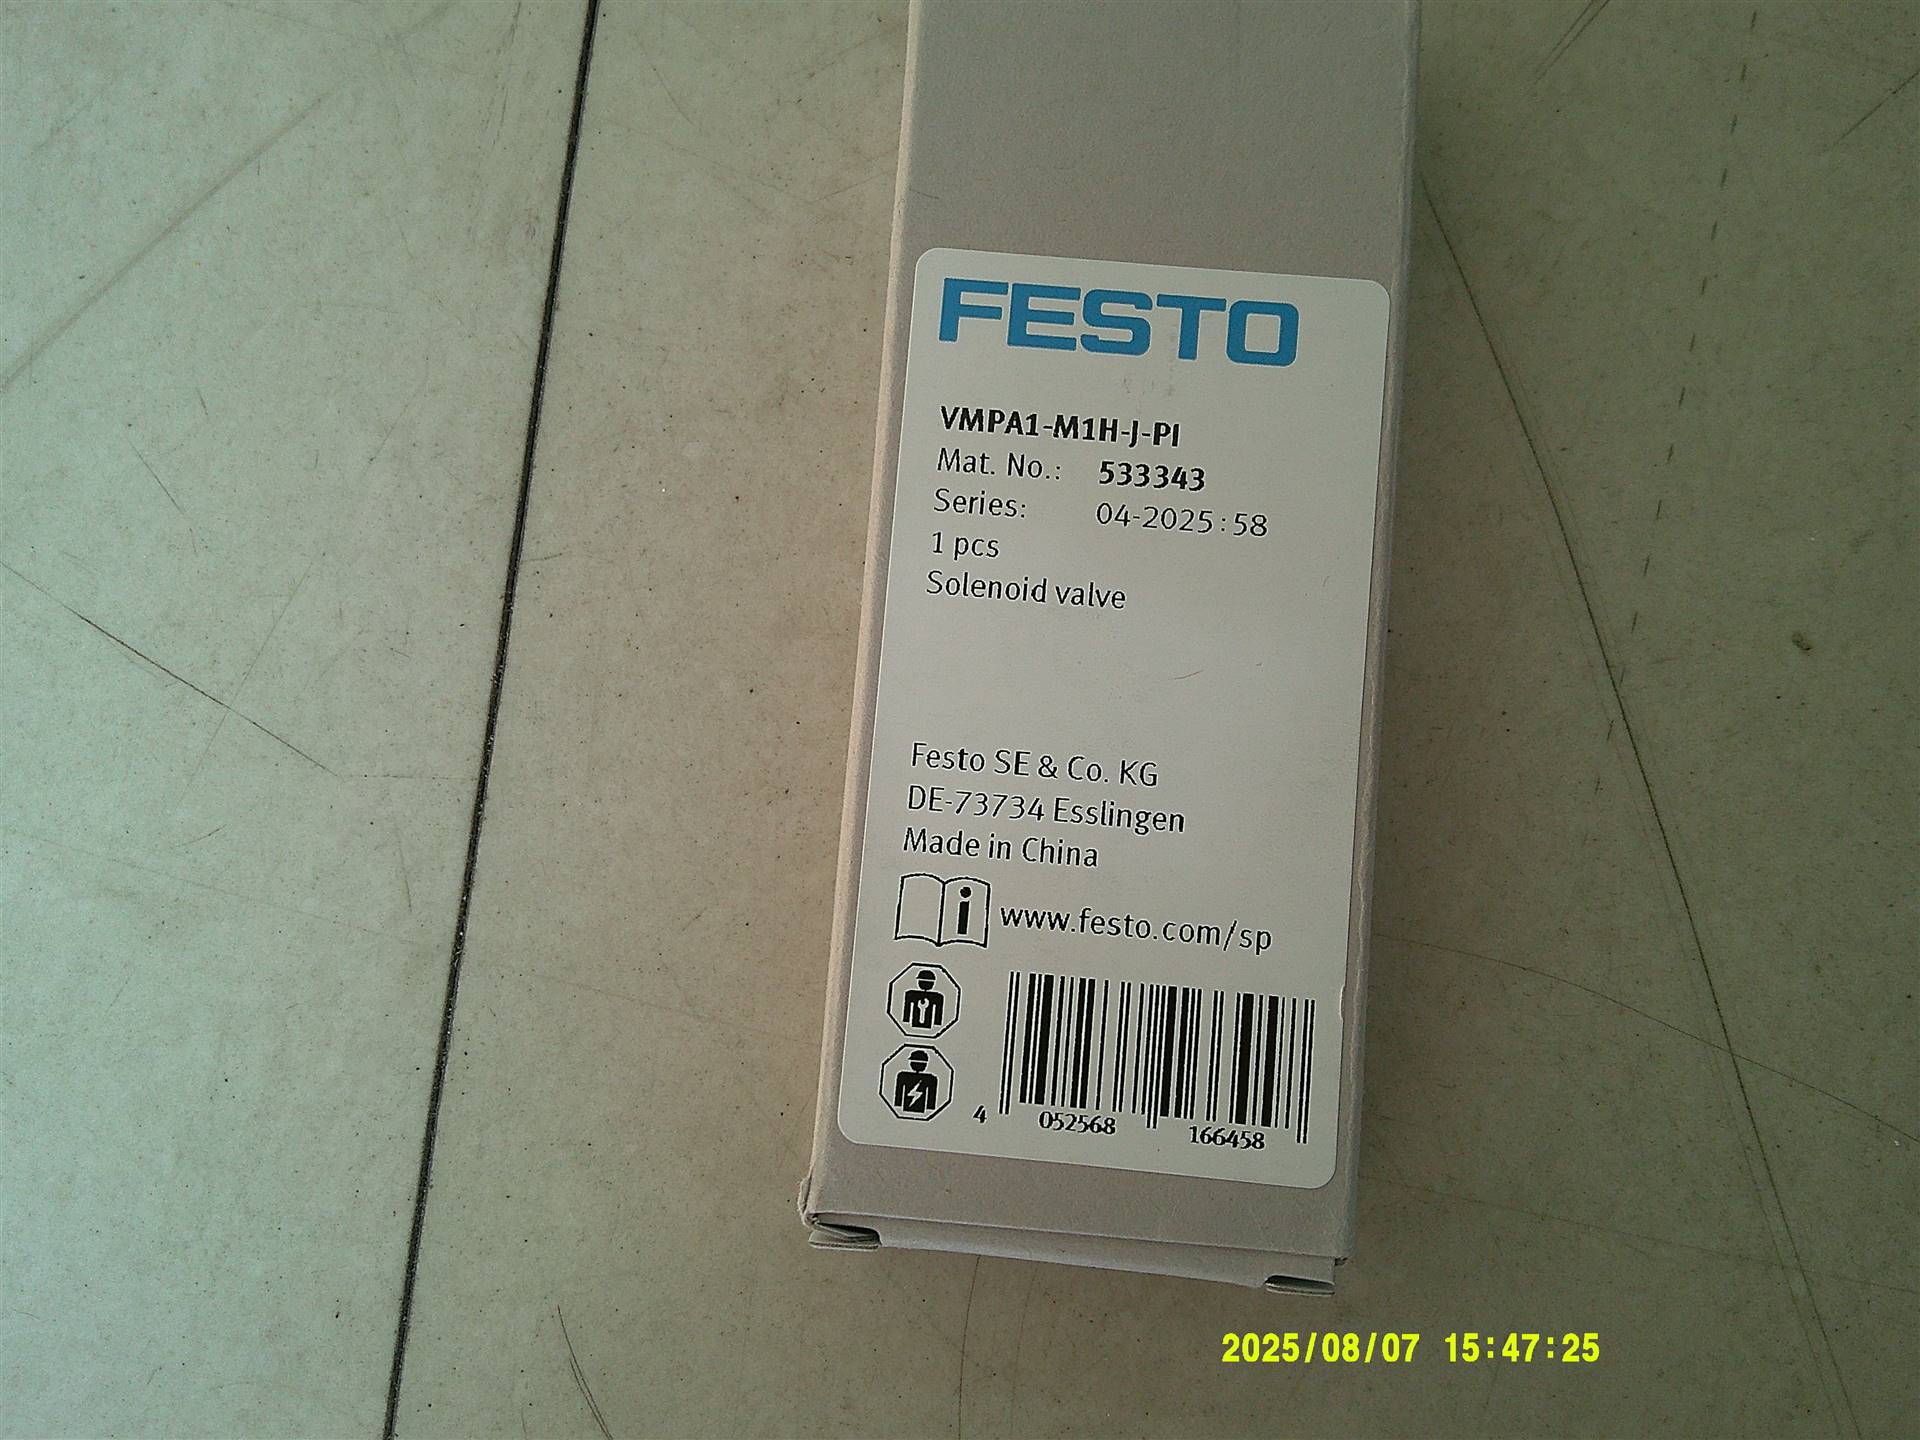 FESTO
VMPA1-M1H-J-PI
Mat. No.: 533343
Series: 04-2025:58
1 pcs
Solenoid valve
Festo SE & Co. KG
DE-73734 Esslingen
Made in China
www.festo.com/sp
4 052568 166458
2025/08/07 15:47:25